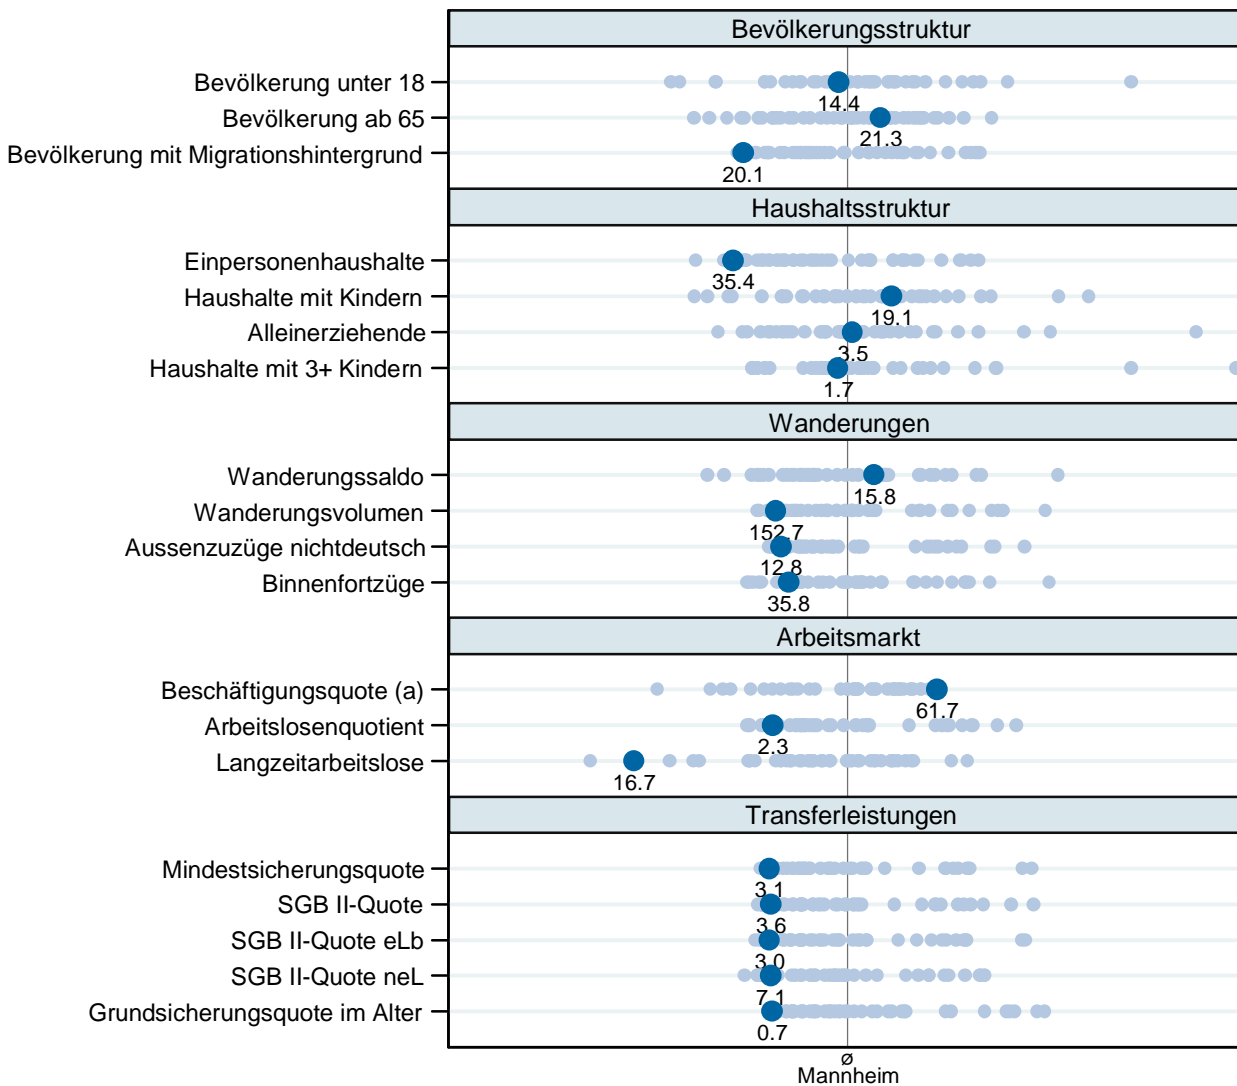 Bevölkerungsstruktur
Bevölkerung unter 18
14.4
Bevölkerung ab 65
21.3
Bevölkerung mit Migrationshintergrund
20.1
Haushaltsstruktur
Einpersonenhaushalte
35.4
Haushalte mit Kindern
19.1
Alleinerziehende
3.5
Haushalte mit 3+ Kindern
1.7
Wanderungen
Wanderungssaldo
15.8
Wanderungsvolumen
152.7
Aussenzuzüge nichtdeutsch
12.8
Binnenfortzüge
35.8
Arbeitsmarkt
Beschäftigungsquote (a)
61.7
Arbeitslosenquotient
2.3
Langzeitarbeitslose
16.7
Transferleistungen
Mindestsicherungsquote
3.1
SGB II-Quote
3.6
SGB II-Quote eLb
3.0
SGB II-Quote neL
7.1
Grundsicherungsquote im Alter
0.7
ø
Mannheim